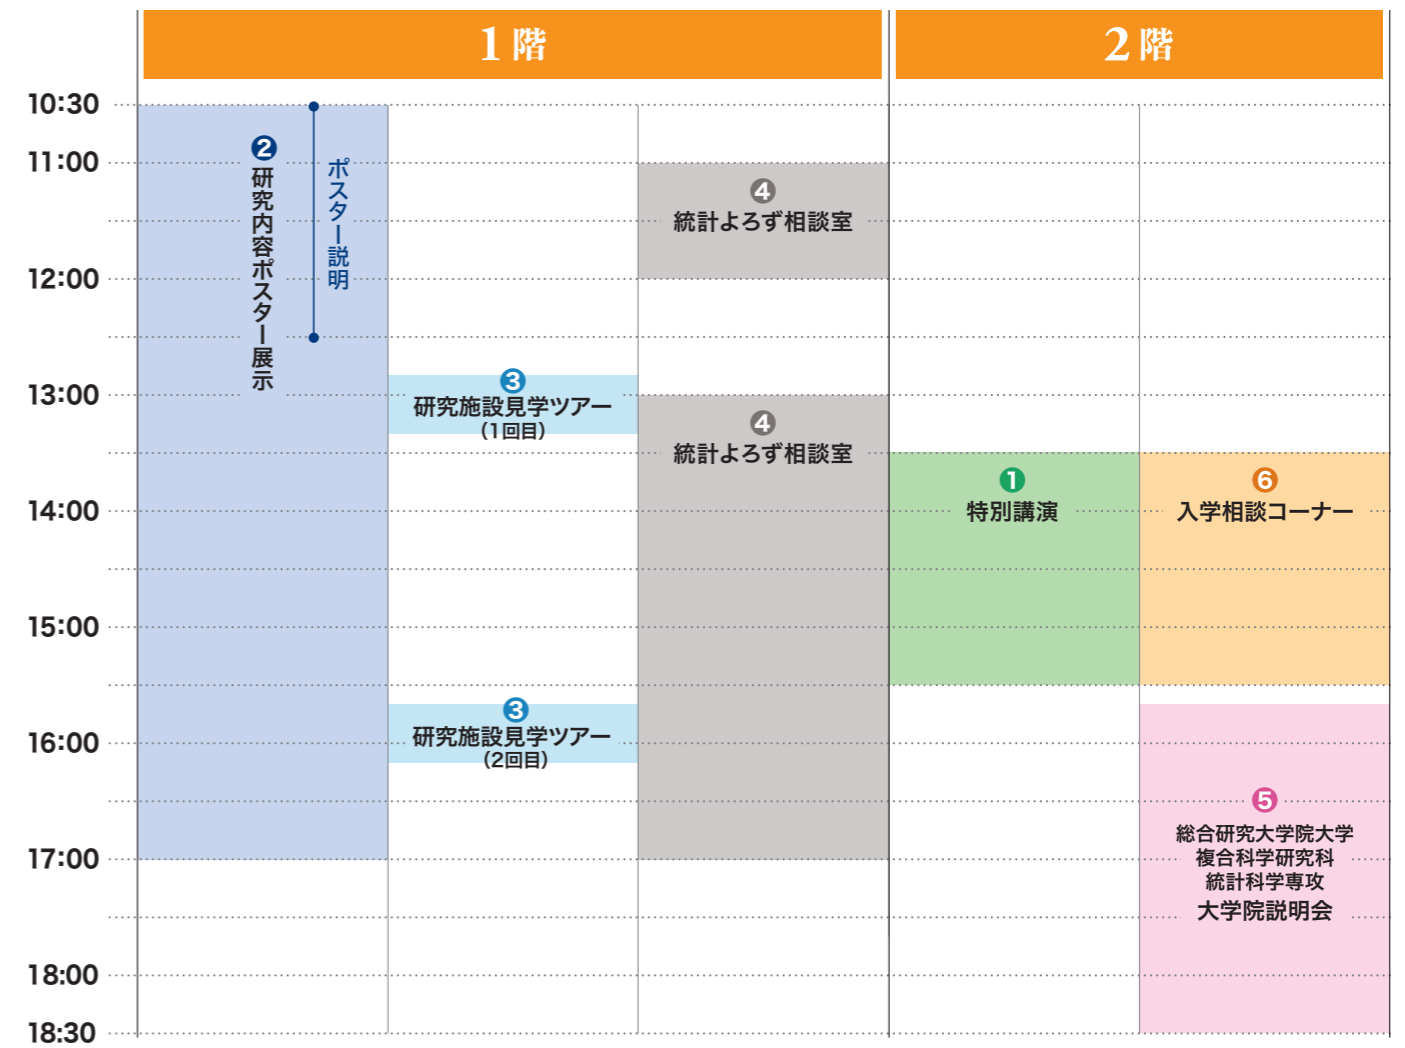 1階
2階
10:30
11:00
12:00
13:00
14:00
15:00
16:00
17:00
18:00
18:30
❷
研究内容ポスター展示
ポスター説明
❸
研究施設見学ツアー
(1回目)
❸
研究施設見学ツアー
(2回目)
❹
統計よろず相談室
❹
統計よろず相談室
❶
特別講演
❻
入学相談コーナー
❺
総合研究大学院大学
複合科学研究科
統計科学専攻
大学院説明会